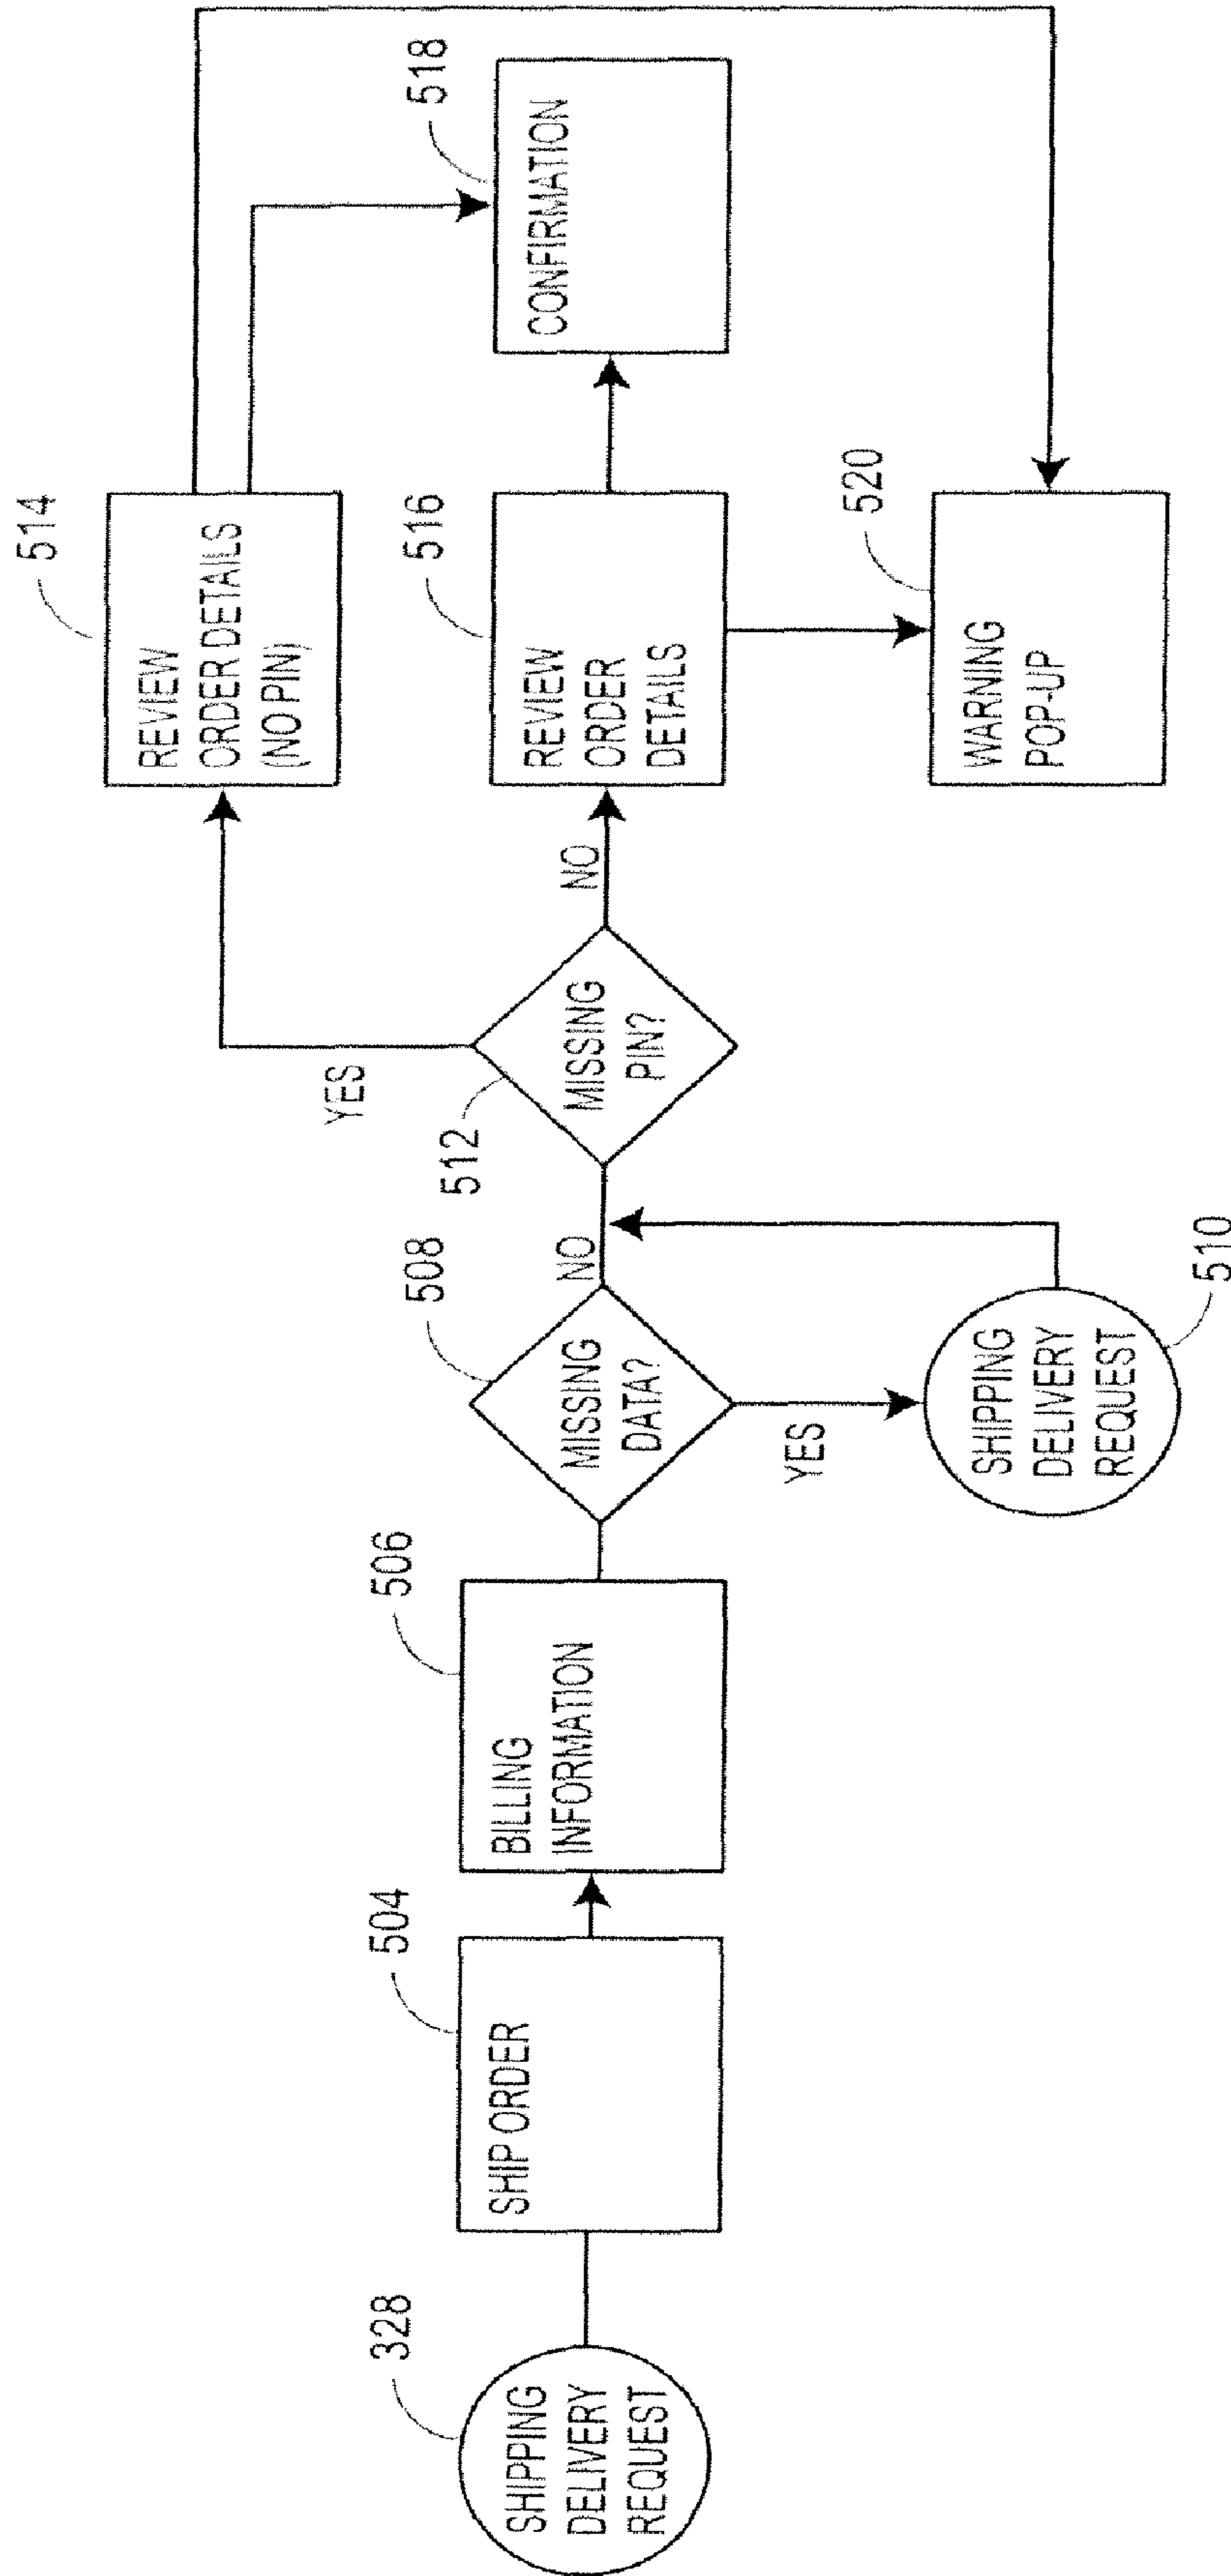 328
SHIPPING
DELIVERY
REQUEST
504
SHIP ORDER
506
BILLING
INFORMATION
508
MISSING
DATA?
NO
YES
SHIPPING
DELIVERY
REQUEST
510
512
MISSING
PIN?
YES
NO
514
REVIEW
ORDER DETAILS
(NO PIN)
516
REVIEW
ORDER
DETAILS
518
CONFIRMATION
520
WARNING
POP-UP